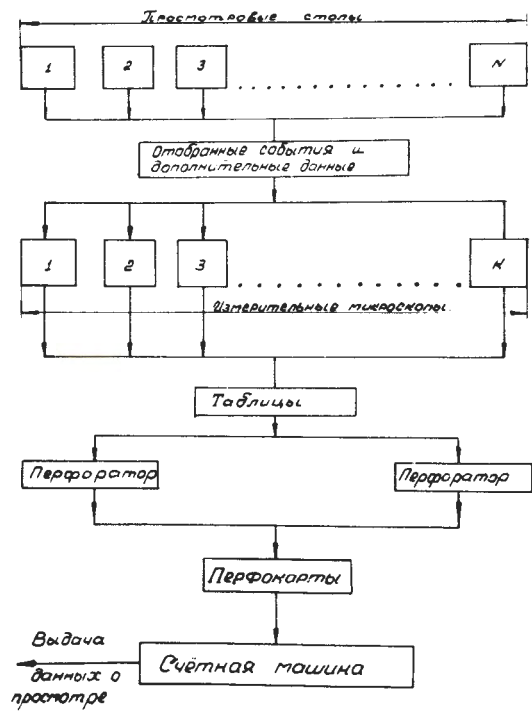 Просмотровые столы
1 2 3 N
Отобранные события и
дополнительные данные
1 2 3 K
Измерительные микроскопы
Таблицы
Перфоратор Перфоратор
Перфокарты
Выдача
Счётная машина
данных о
просмотре